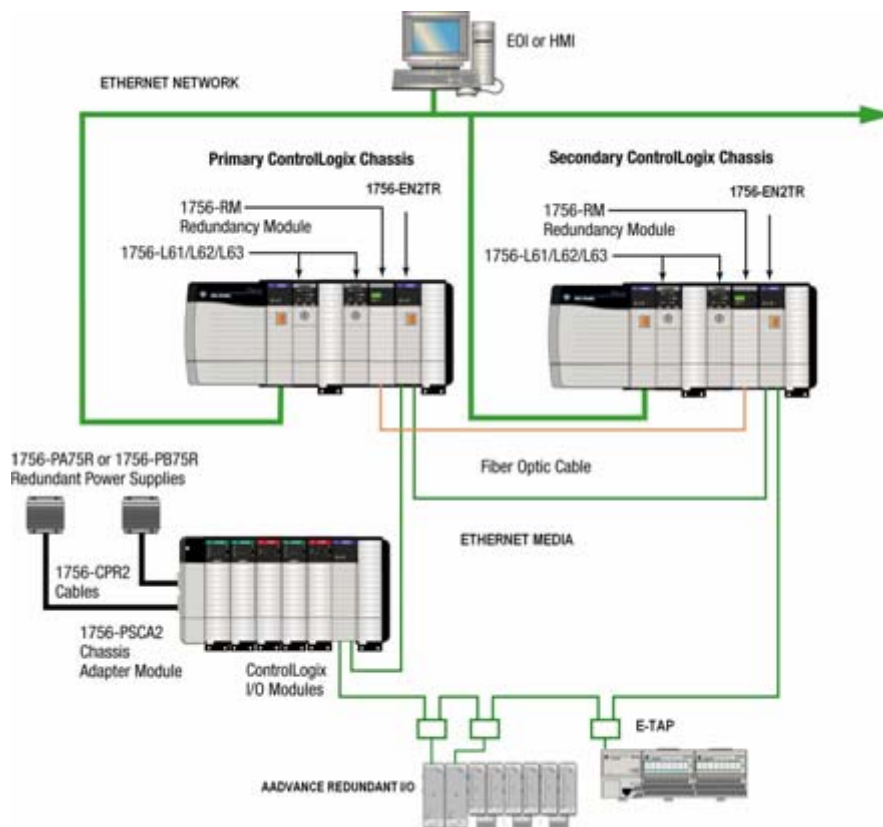 EOI or HMI
ETHERNET NETWORK
Primary ControlLogix Chassis
Secondary ControlLogix Chassis
1756-EN2TR
1756-EN2TR
1756-RM
Redundancy Module
1756-RM
Redundancy Module
1756-L61/L62/L63
1756-L61/L62/L63
1756-PA75R or 1756-PB75R
Redundant Power Supplies
Fiber Optic Cable
ETHERNET MEDIA
1756-CPR2
Cables
1756-PSCA2
Chassis
Adapter Module
ControlLogix
I/O Modules
E-TAP
AADVANCE REDUNDANT I/O